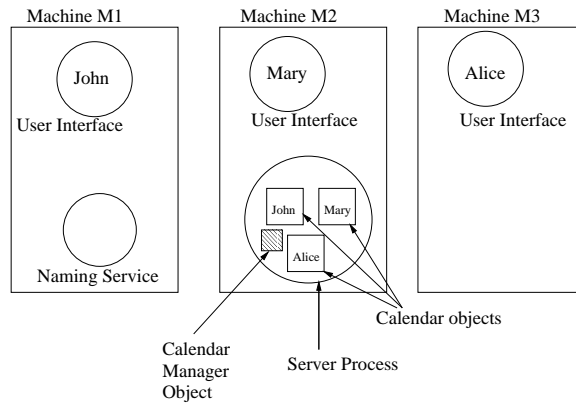 Machine M1
Machine M2
Machine M3
John
Mary
Alice
User Interface
User Interface
User Interface
John
Mary
Alice
Naming Service
Calendar objects
Calendar
Manager
Object
Server Process